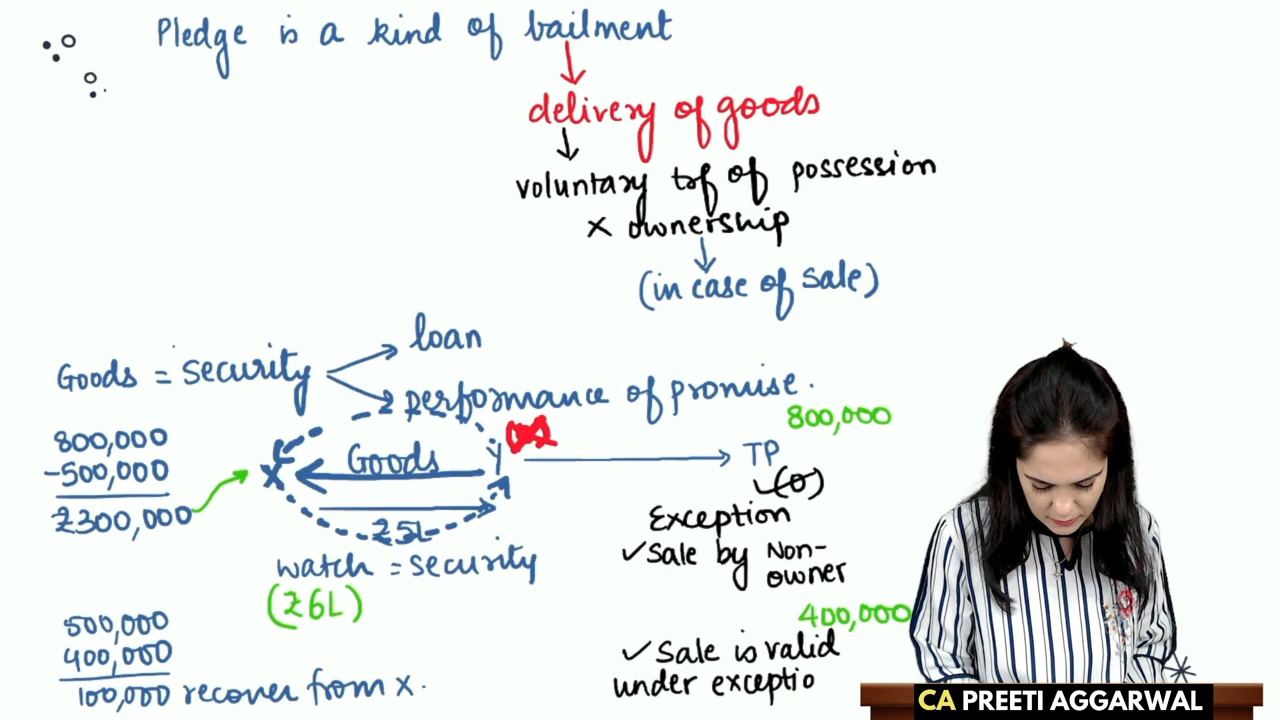 Pledge is a kind of bailment
delivery of goods
voluntary trf of possession
x ownership
(in case of Sale)
Goods = Security
loan
performance of promise.
800,000
-500,000
₹300,000
X
Goods
Y
₹5L
watch = security
(₹6L)
TP
(O)
800,000
Exception
✓Sale by Non-
owner
400,000
✓Sale is valid
under exceptio
500,000
400,000
100,000 recover from X.
CA PREETI AGGARWAL